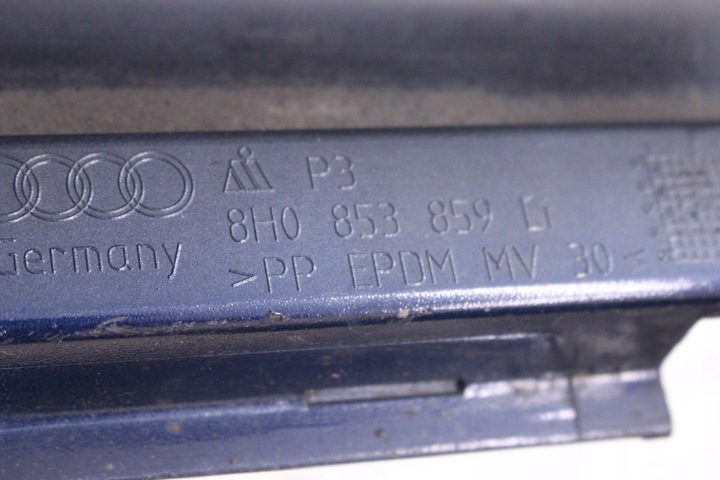 P3
8H0 853 859 G
Germany
>PP EPDM MV 30<